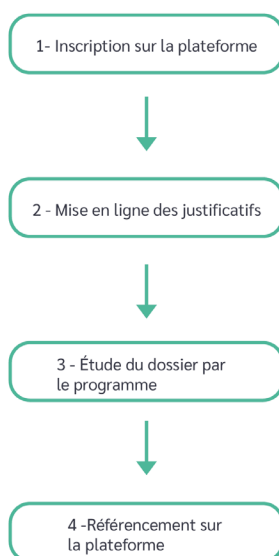 1- Inscription sur la plateforme
2 - Mise en ligne des justificatifs
3 - Étude du dossier par
le programme
4 -Référencement sur
la plateforme